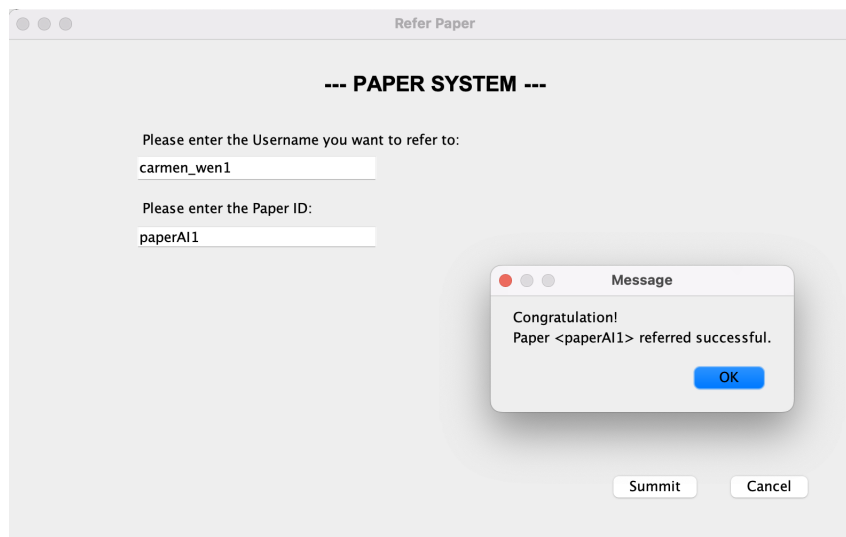 Refer Paper
--- PAPER SYSTEM ---
Please enter the Username you want to refer to:
carmen_wen1
Please enter the Paper ID:
paperAI1
Message
Congratulation!
Paper <paperAI1> referred successful.
OK
Summit Cancel